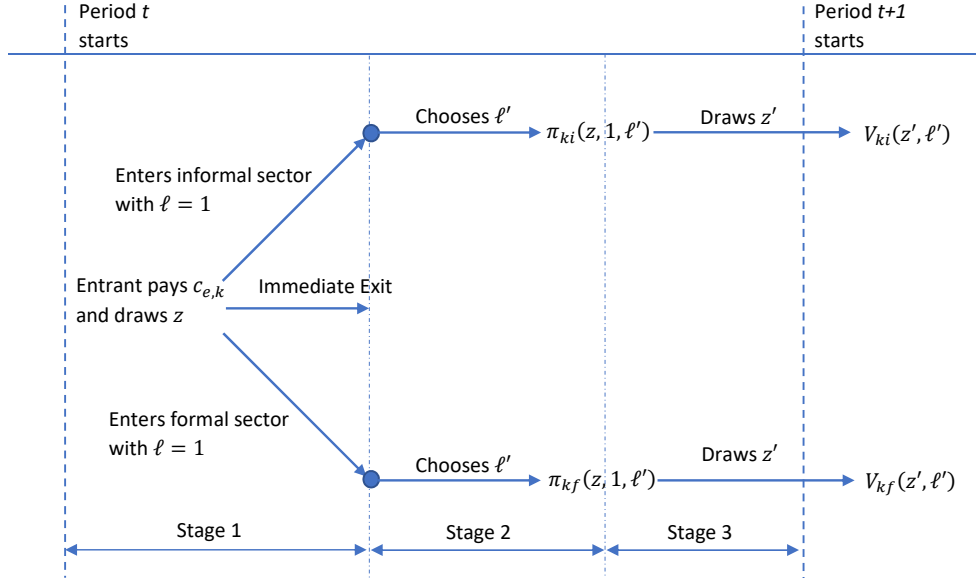 Period t
starts
Period t+1
starts
Chooses ℓ′
π_ki(z, 1, ℓ′)
Draws z′
V_ki(z′, ℓ′)
Enters informal sector
with ℓ = 1
Entrant pays c_e,k
and draws z
Immediate Exit
Enters formal sector
with ℓ = 1
Chooses ℓ′
π_kf(z, 1, ℓ′)
Draws z′
V_kf(z′, ℓ′)
Stage 1
Stage 2
Stage 3